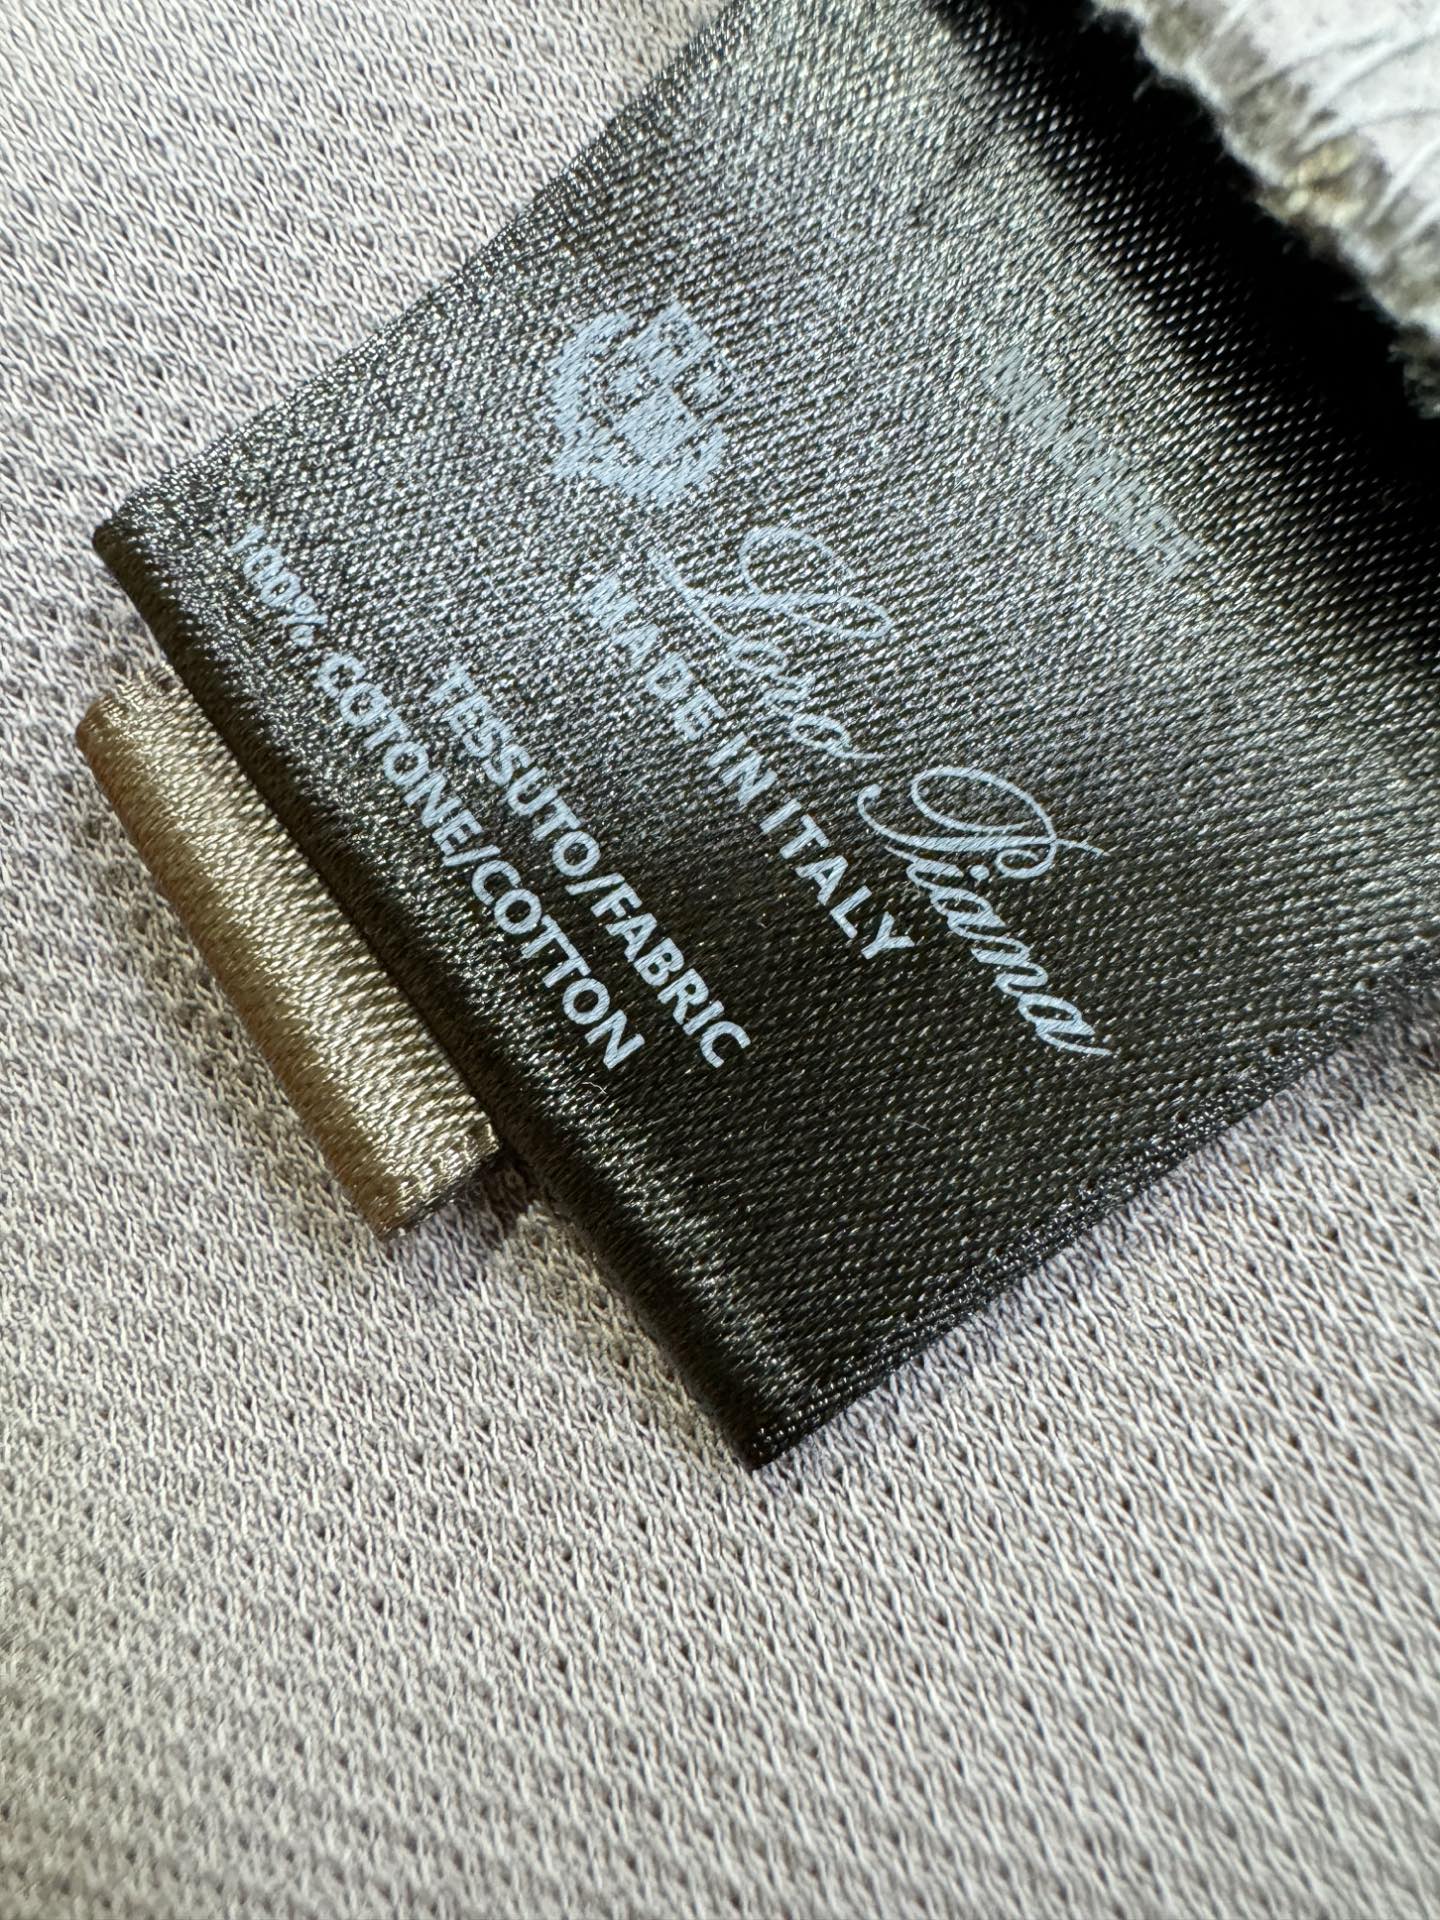 Loro Piana
MADE IN ITALY
TESSUTO/FABRIC
100% COTONE/COTTON